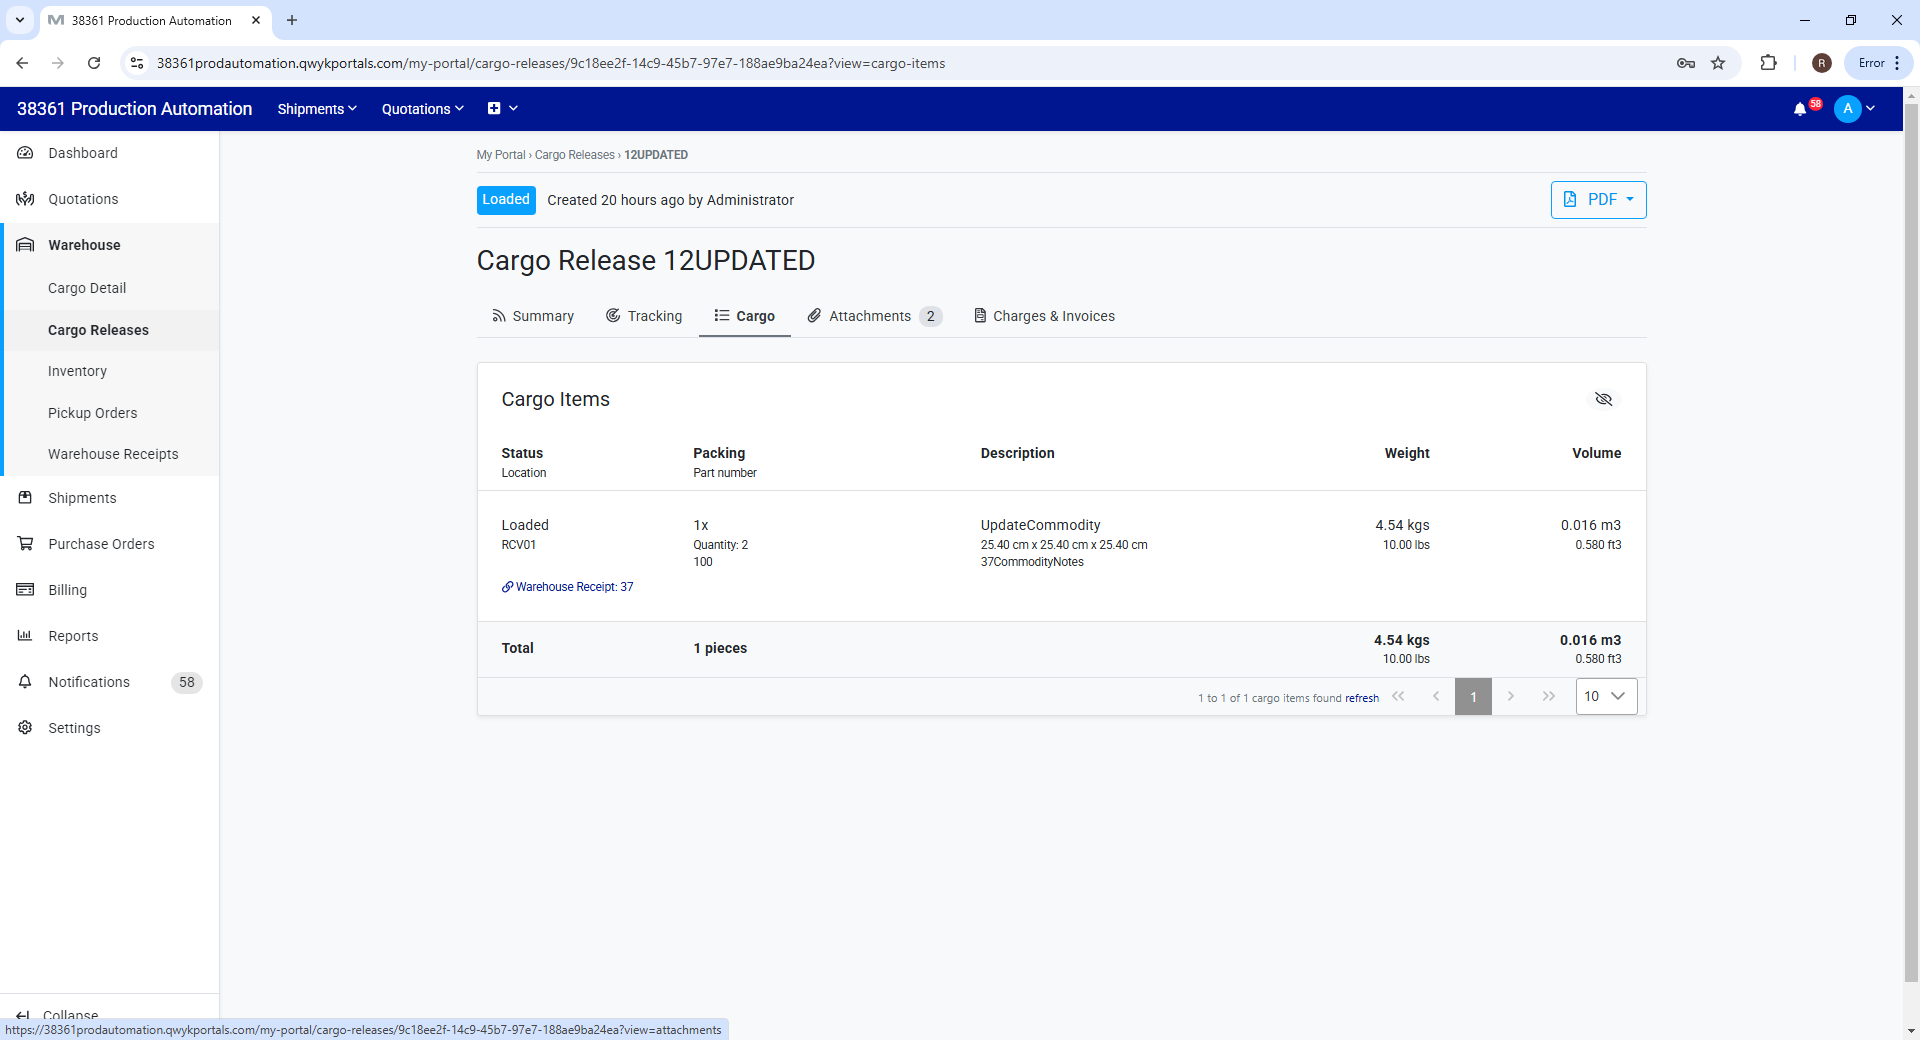 38361 Production Automation
38361prodautomation.qwykportals.com/my-portal/cargo-releases/9c18ee2f-14c9-45b7-97e7-188ae9ba24ea?view=cargo-items
R
Error
38361 Production Automation
Shipments
Quotations
58
A
Dashboard
Quotations
Warehouse
Cargo Detail
Cargo Releases
Inventory
Pickup Orders
Warehouse Receipts
Shipments
Purchase Orders
Billing
Reports
Notifications 58
Settings
Collapse
My Portal › Cargo Releases › 12UPDATED
Loaded Created 20 hours ago by Administrator
PDF
Cargo Release 12UPDATED
Summary Tracking Cargo Attachments 2 Charges & Invoices
Cargo Items
Status Packing Description Weight Volume
Location Part number
Loaded 1x UpdateCommodity 4.54 kgs 0.016 m3
RCV01 Quantity: 2 25.40 cm x 25.40 cm x 25.40 cm 10.00 lbs 0.580 ft3
100 37CommodityNotes
Warehouse Receipt: 37
Total 1 pieces 4.54 kgs 0.016 m3
10.00 lbs 0.580 ft3
1 to 1 of 1 cargo items found refresh 1 10
https://38361prodautomation.qwykportals.com/my-portal/cargo-releases/9c18ee2f-14c9-45b7-97e7-188ae9ba24ea?view=attachments